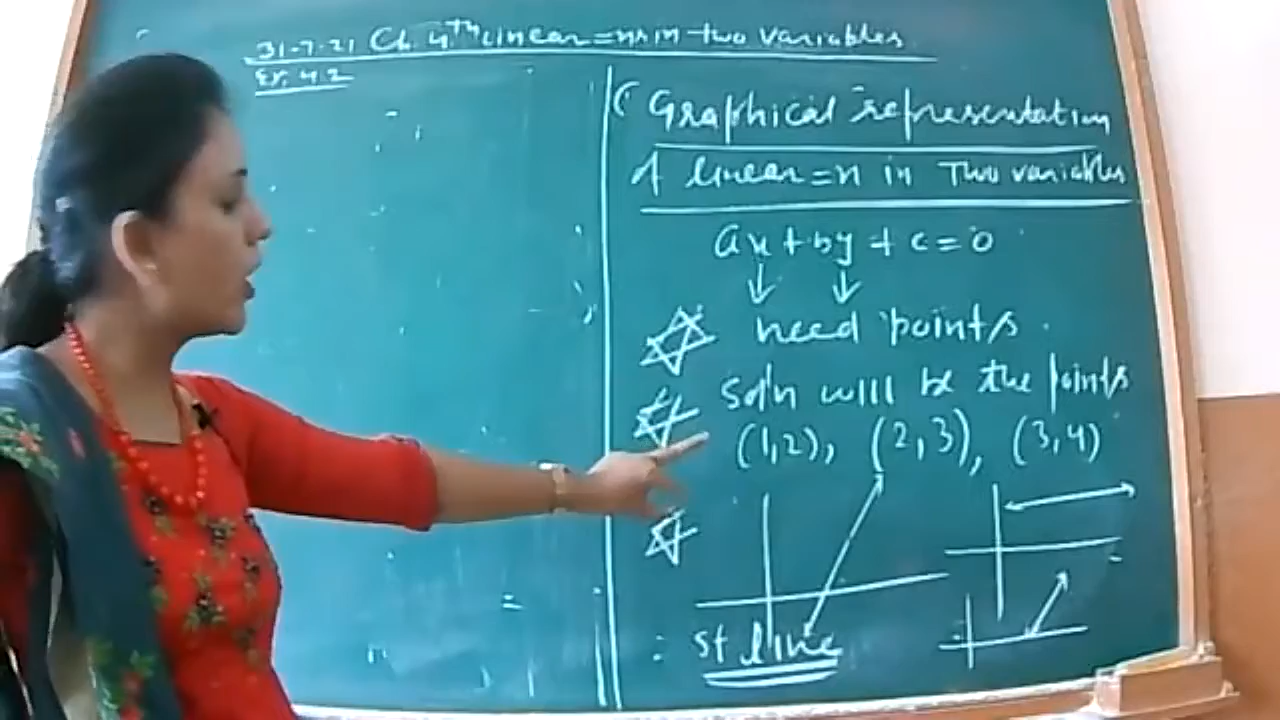 31-7-21 Ch. 4th Linear =ns in two variables
Ex. 4.2
( Graphical representation
of linear =n in Two variables
ax + by + c = 0
need points.
soln will be the points
(1,2), (2,3), (3,4)
st line